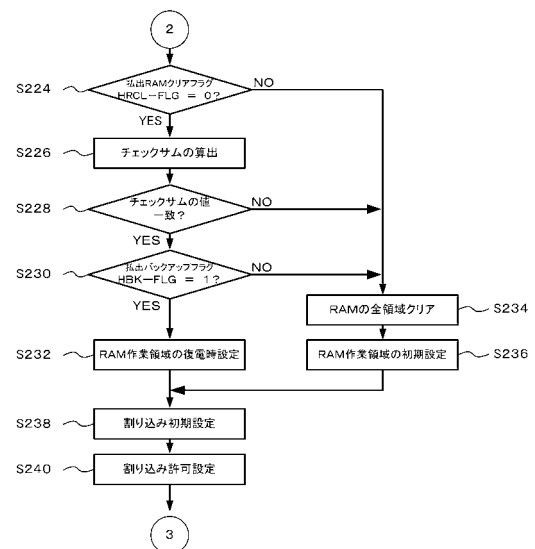 2
S224
払出RAMクリアフラグ
HRCL-FLG = 0?
NO
YES
S226
チェックサムの算出
S228
チェックサムの値
一致?
NO
YES
S230
払出バックアップフラグ
HBK-FLG = 1?
NO
YES
RAMの全領域クリア
S234
S232
RAM作業領域の復電時設定
RAM作業領域の初期設定
S236
S238
割り込み初期設定
S240
割り込み許可設定
3